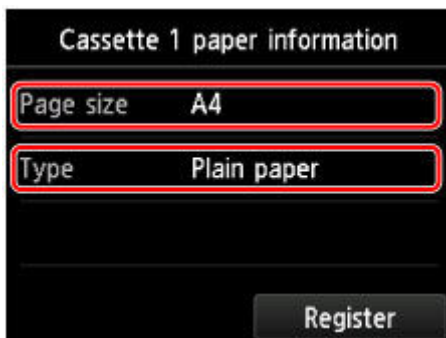 Cassette 1 paper information
Page size A4
Type Plain paper
Register